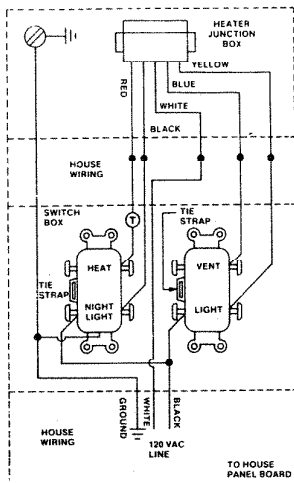 HEATER
JUNCTION
BOX
YELLOW
BLUE
WHITE
BLACK
RED
HOUSE
WIRING
SWITCH
BOX
T
TIE
STRAP
HEAT
VENT
TIE
STRAP
NIGHT
LIGHT
LIGHT
GROUND
WHITE
BLACK
HOUSE
WIRING
120 VAC
LINE
TO HOUSE
PANEL BOARD